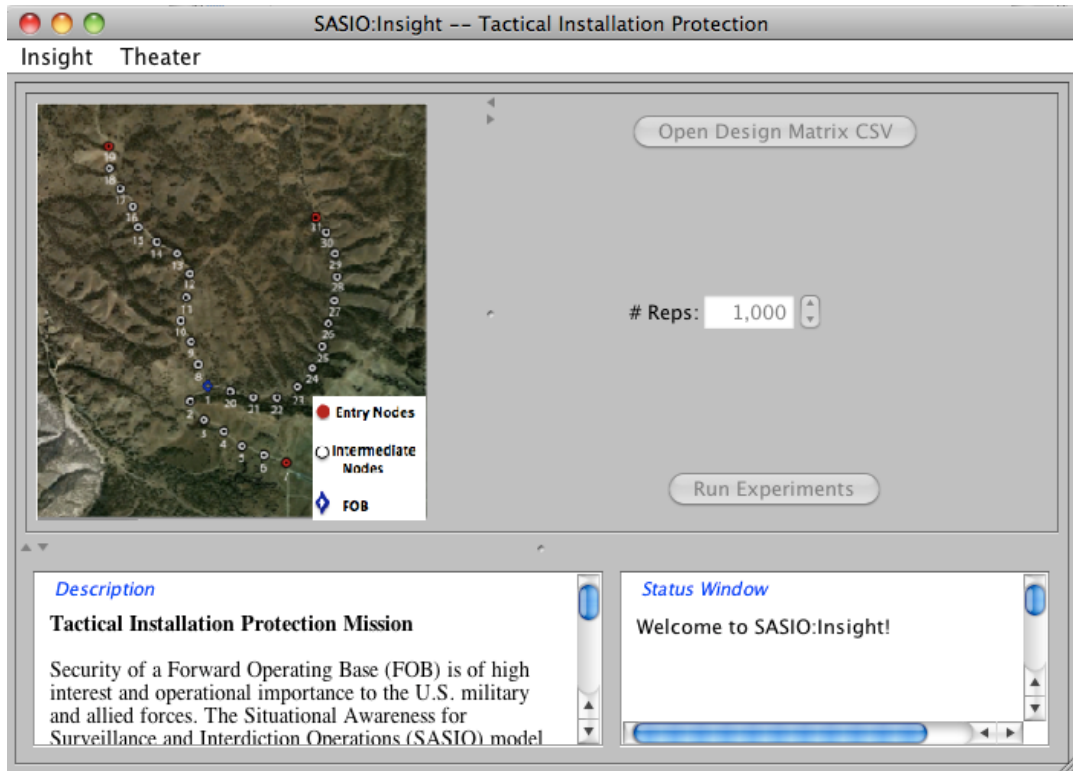 SASIO:Insight -- Tactical Installation Protection
Insight Theater
Open Design Matrix CSV
# Reps: 1,000
Run Experiments
19
18
17
16
15
14
13
12
11
10
9
8
1
2
3
4
5
6
20
21
22
23
24
25
26
27
28
29
30
31
Entry Nodes
Intermediate
Nodes
FOB
Description
Tactical Installation Protection Mission
Security of a Forward Operating Base (FOB) is of high
interest and operational importance to the U.S. military
and allied forces. The Situational Awareness for
Surveillance and Interdiction Operations (SASIO) model
Status Window
Welcome to SASIO:Insight!